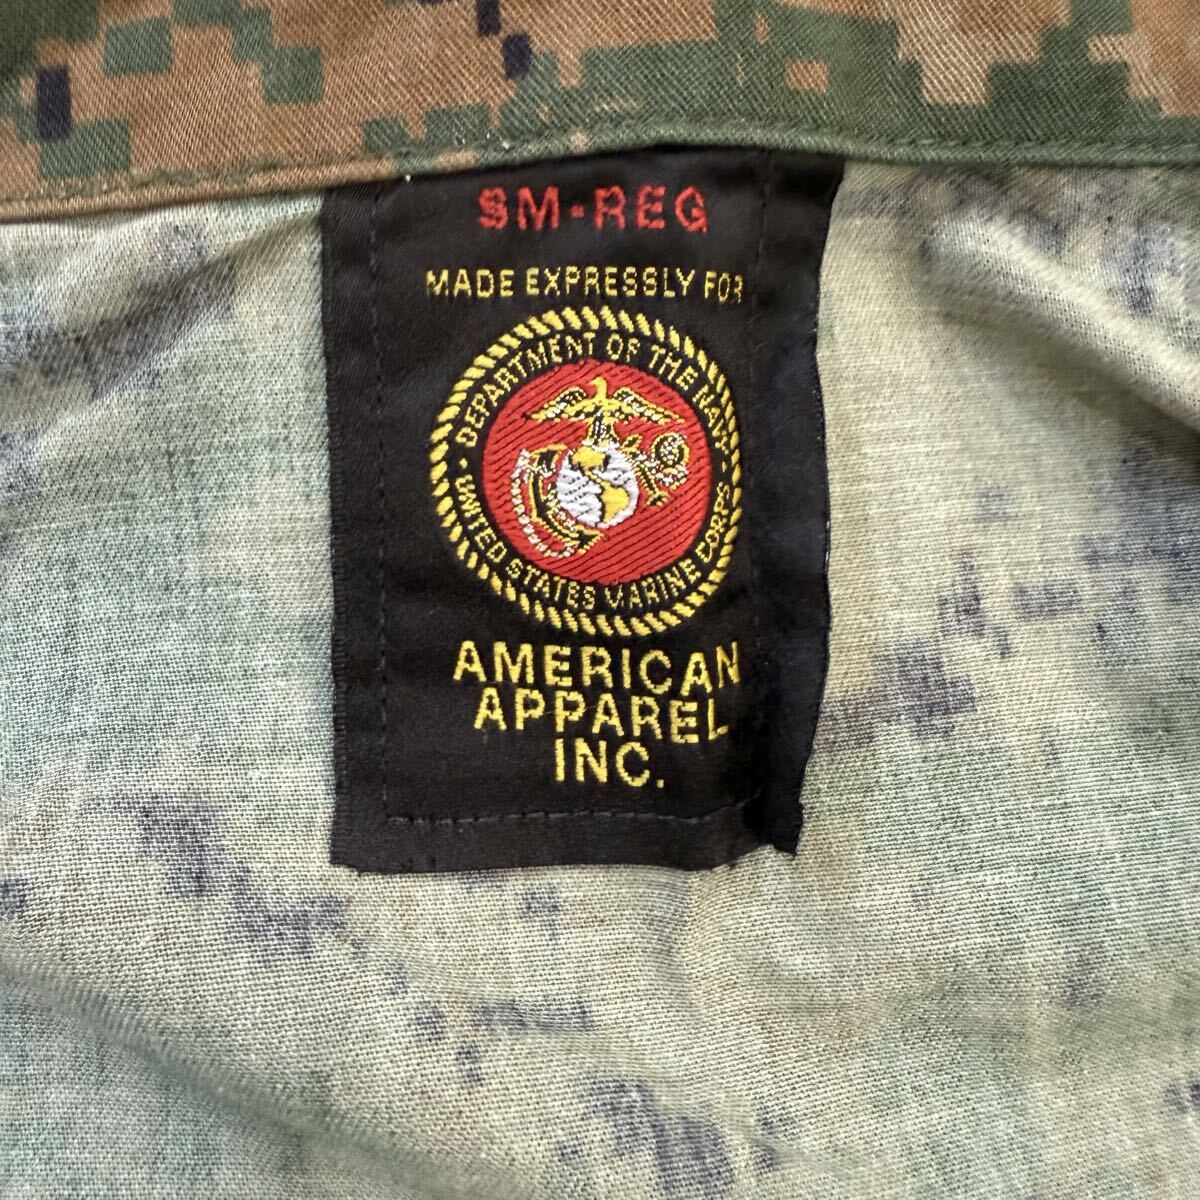 SM-REG
MADE EXPRESSLY FOR
DEPARTMENT OF THE NAVY
UNITED STATES MARINE CORPS
AMERICAN
APPAREL
INC.